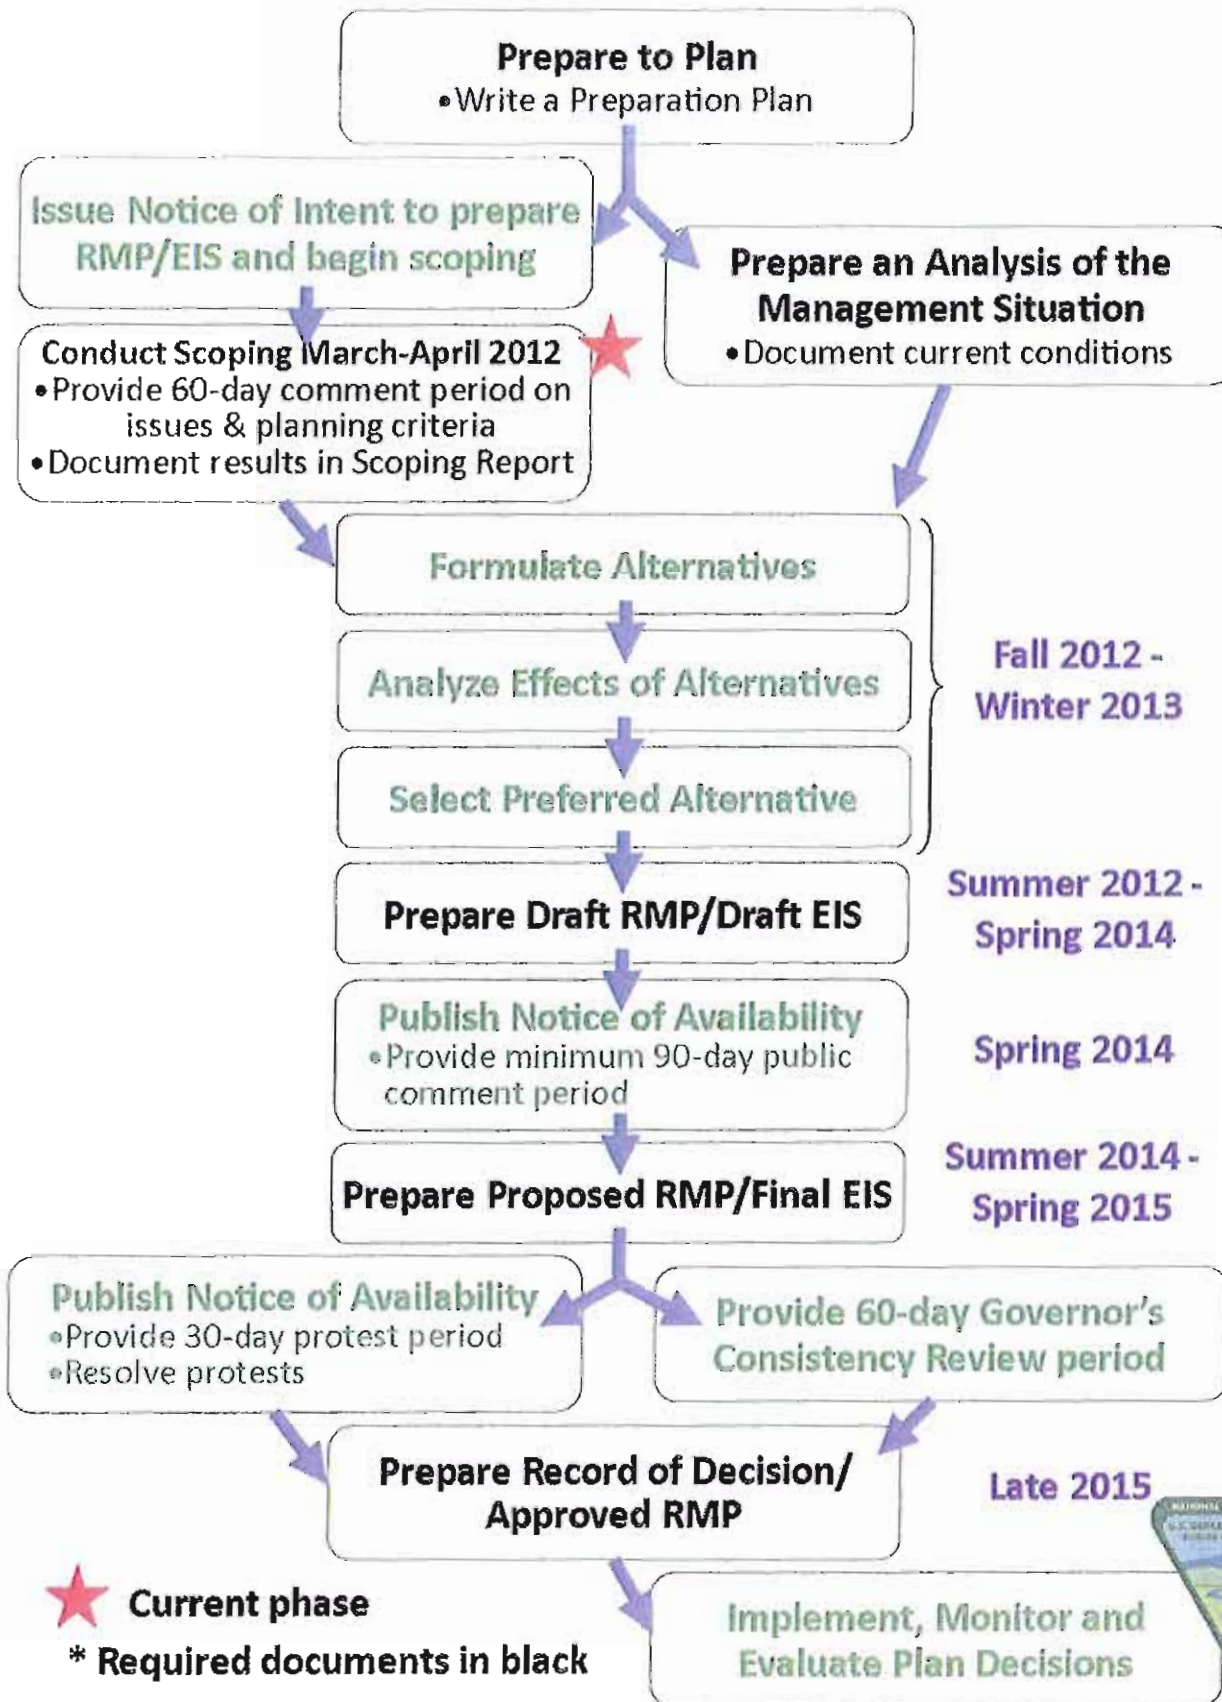 Prepare to Plan
•Write a Preparation Plan
Issue Notice of Intent to prepare
RMP/EIS and begin scoping
Prepare an Analysis of the
Management Situation
•Document current conditions
Conduct Scoping March-April 2012
•Provide 60-day comment period on
issues & planning criteria
•Document results in Scoping Report
Formulate Alternatives
Analyze Effects of Alternatives
Select Preferred Alternative
Fall 2012 -
Winter 2013
Prepare Draft RMP/Draft EIS
Summer 2012 -
Spring 2014
Publish Notice of Availability
•Provide minimum 90-day public
comment period
Spring 2014
Prepare Proposed RMP/Final EIS
Summer 2014 -
Spring 2015
Publish Notice of Availability
•Provide 30-day protest period
•Resolve protests
Provide 60-day Governor's
Consistency Review period
Prepare Record of Decision/
Approved RMP
Late 2015
NATIONAL
Implement, Monitor and
Evaluate Plan Decisions
Current phase
* Required documents in black